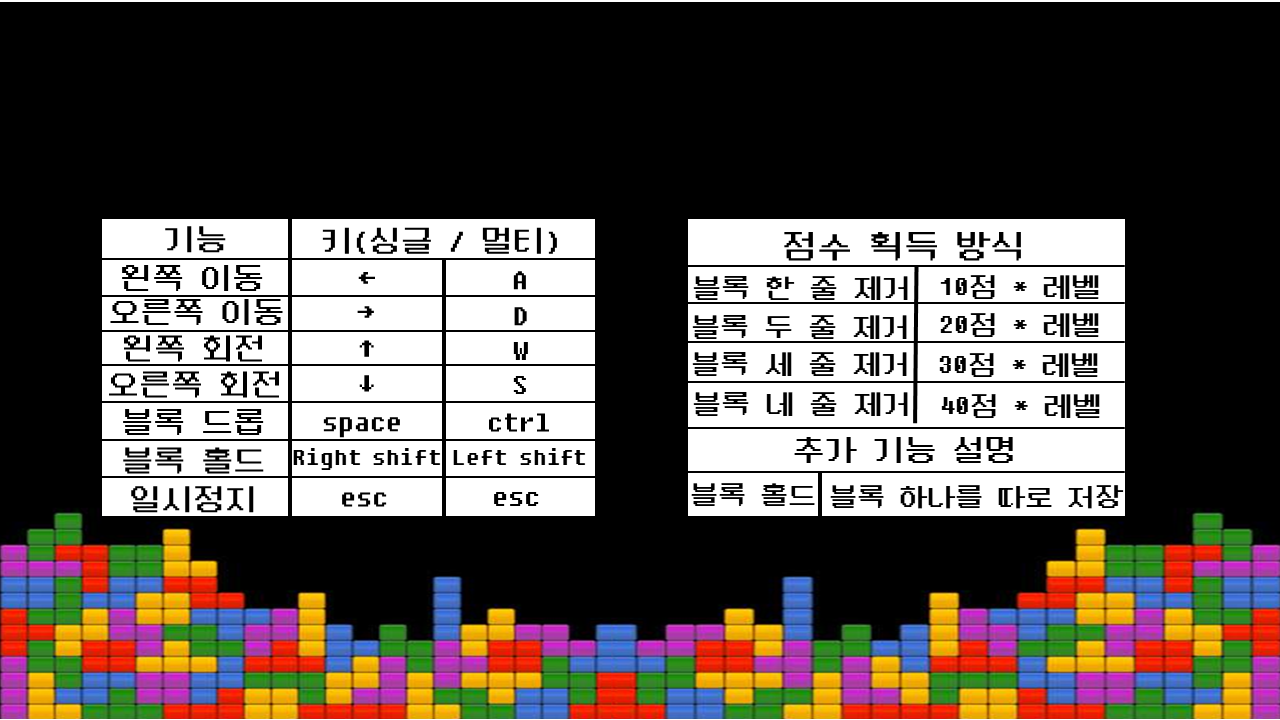 기능 키(싱글 / 멀티)
왼쪽 이동 ← A
오른쪽 이동 → D
왼쪽 회전 ↑ W
오른쪽 회전 ↓ S
블록 드롭 space ctrl
블록 홀드 Right shift Left shift
일시정지 esc esc
점수 획득 방식
블록 한 줄 제거 10점 * 레벨
블록 두 줄 제거 20점 * 레벨
블록 세 줄 제거 30점 * 레벨
블록 네 줄 제거 40점 * 레벨
추가 기능 설명
블록 홀드 블록 하나를 따로 저장